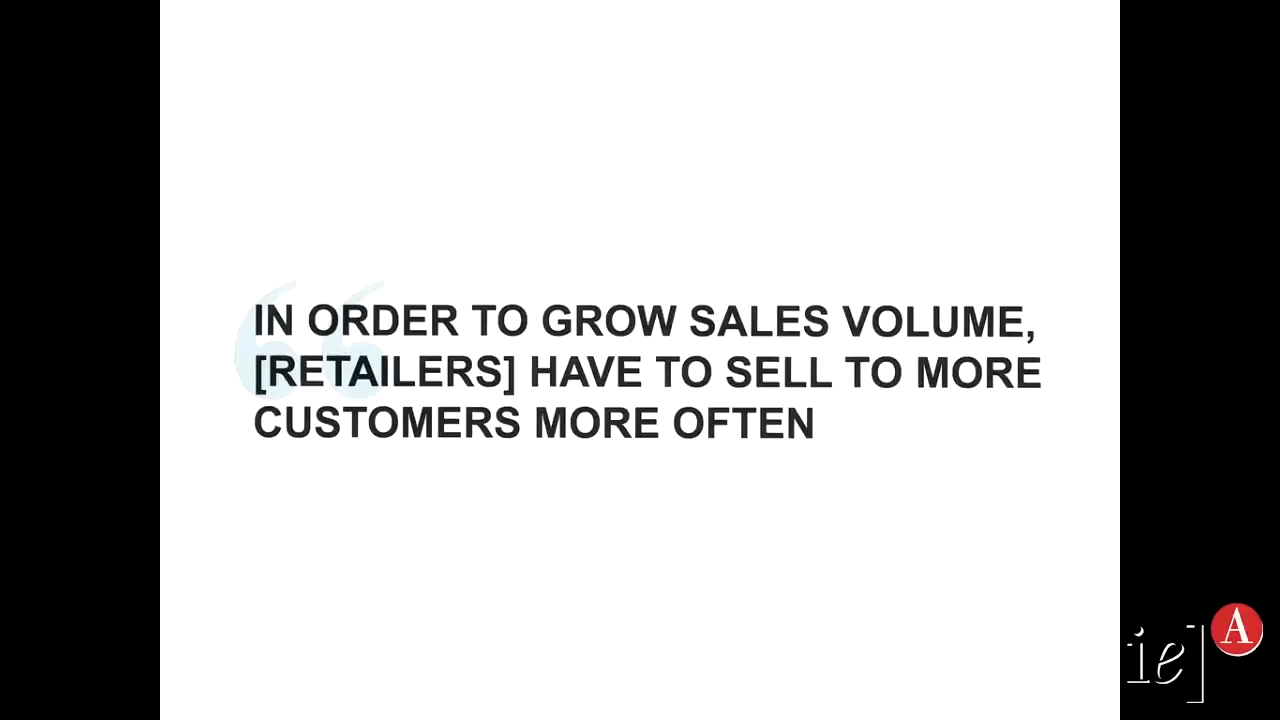 IN ORDER TO GROW SALES VOLUME,
[RETAILERS] HAVE TO SELL TO MORE
CUSTOMERS MORE OFTEN
ie]
A